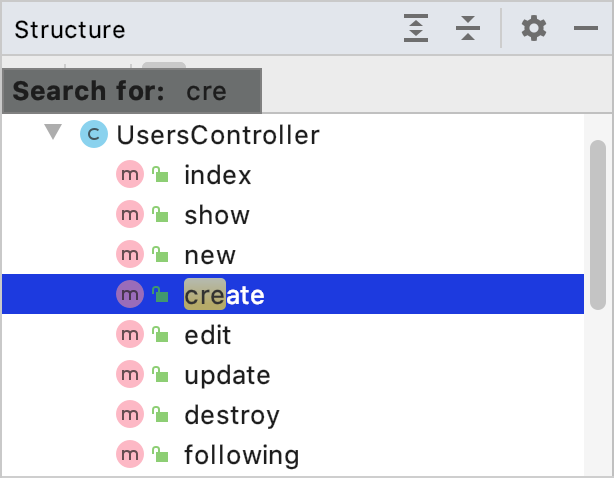 Structure
Search for: cre
C UsersController
m index
m show
m new
m create
m edit
m update
m destroy
m following